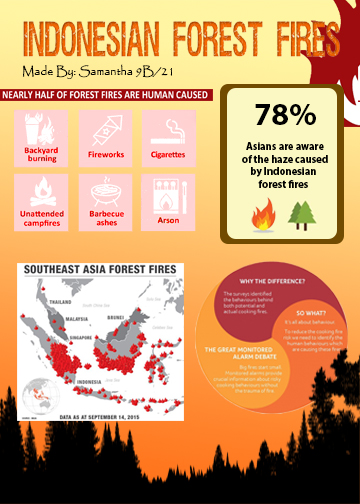 INDONESIAN FOREST FIRES
Made By: Samantha 9B/21
NEARLY HALF OF FOREST FIRES ARE HUMAN CAUSED
Backyard
burning
Fireworks
Cigarettes
Unattended
campfires
Barbecue
ashes
Arson
78%
Asians are aware
of the haze caused
by Indonesian
forest fires
SOUTHEAST ASIA FOREST FIRES
THAILAND
MALAYSIA
BRUNEI
SINGAPORE
INDONESIA
DATA AS AT SEPTEMBER 14, 2015
WHY THE DIFFERENCE?
The surveys identified
the behaviours behind
both potential and
actual cooking fires.
SO WHAT?
It's all about behaviour.
To reduce the cooking fire
risk we need to identify the
human behaviours which
are causing these fires
THE GREAT MONITORED
ALARM DEBATE
Big fires start small.
Monitored alarms provide
crucial information about risky
cooking behaviours without
the trauma of fire.